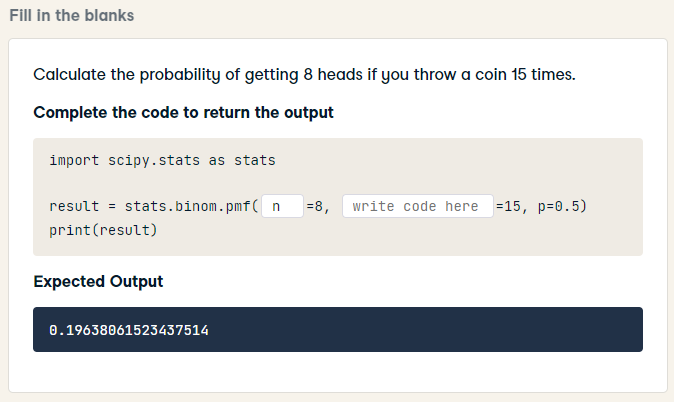 Fill in the blanks
Calculate the probability of getting 8 heads if you throw a coin 15 times.
Complete the code to return the output
import scipy.stats as stats
result = stats.binom.pmf( n =8, write code here =15, p=0.5)
print(result)
Expected Output
0.19638061523437514